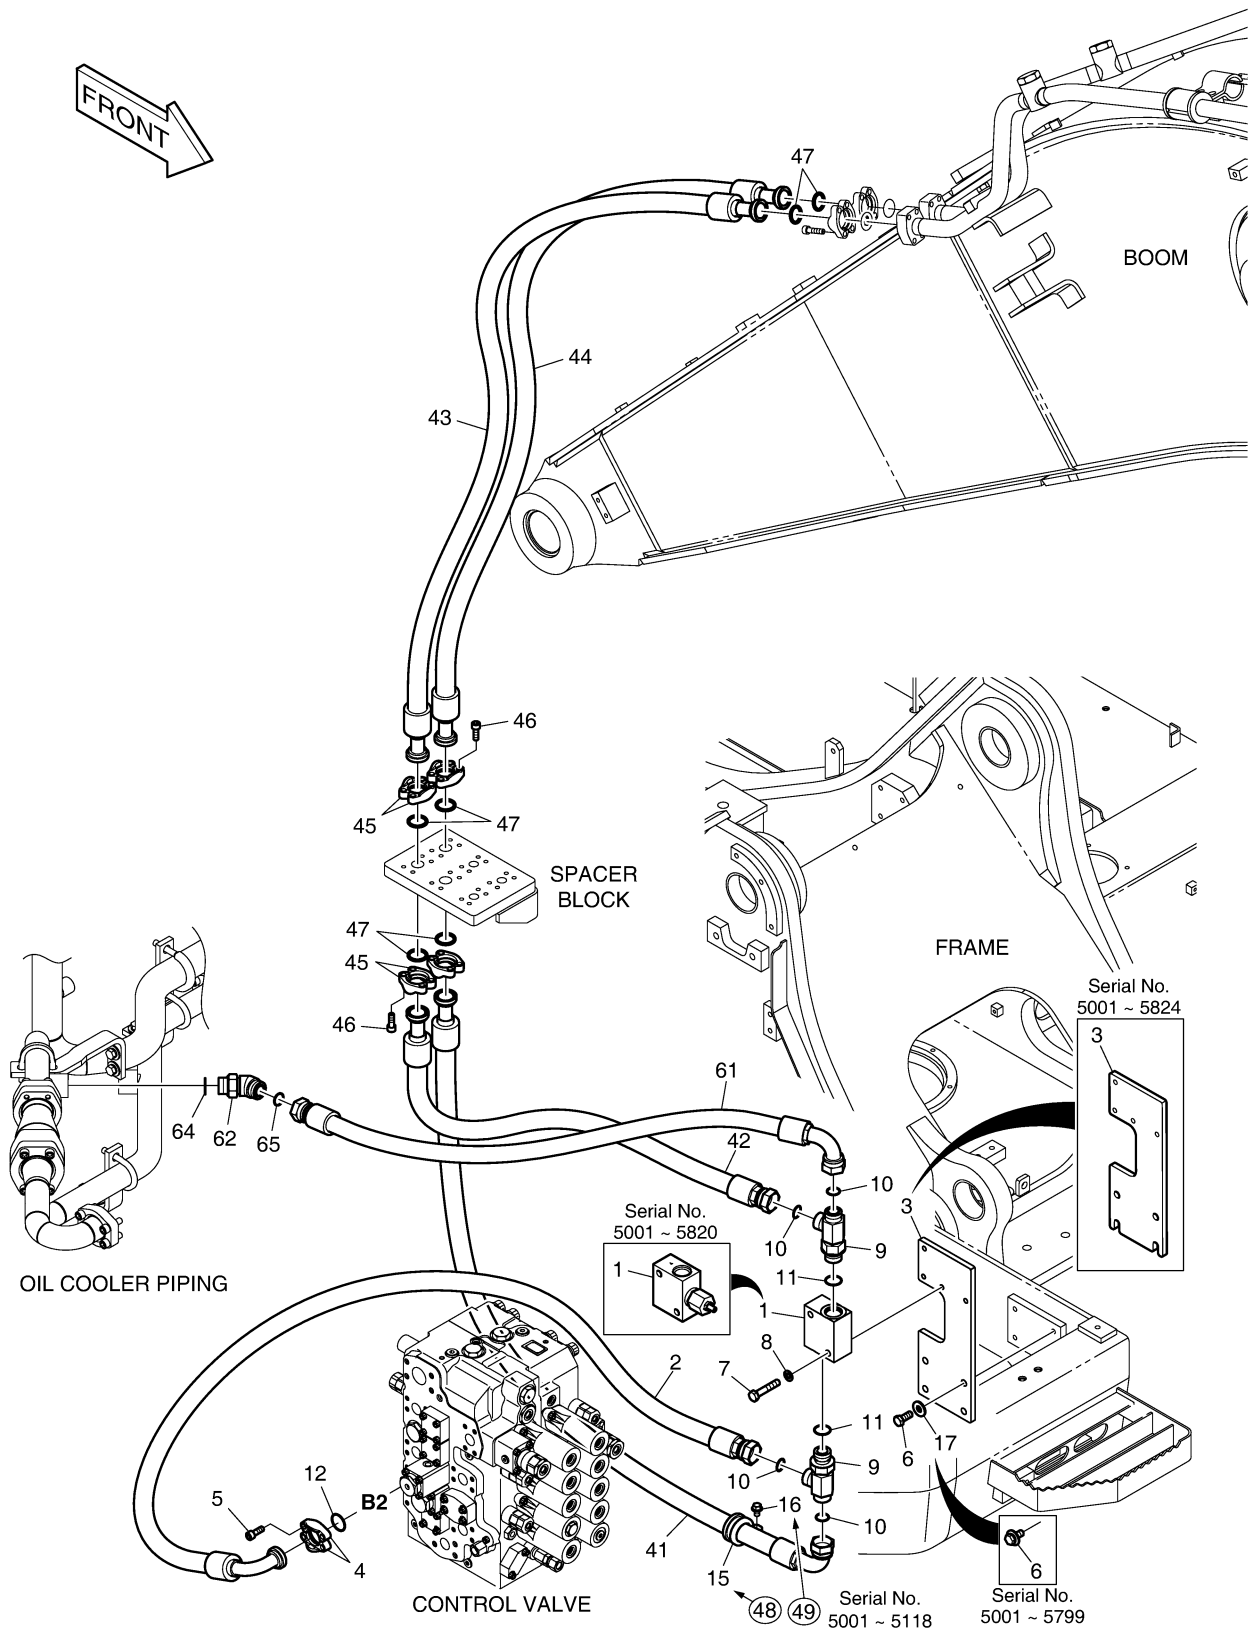 FRONT
47
BOOM
44
43
46
45
47
SPACER
BLOCK
47
45
46
FRAME
Serial No.
5001 ~ 5824
3
61
64
62
65
42
10
3
Serial No.
5001 ~ 5820
10
9
1
11
1
OIL COOLER PIPING
8
7
2
11
6
17
9
10
12
5
B2
16
10
4
41
15
6
CONTROL VALVE
48
49
Serial No.
5001 ~ 5118
Serial No.
5001 ~ 5799